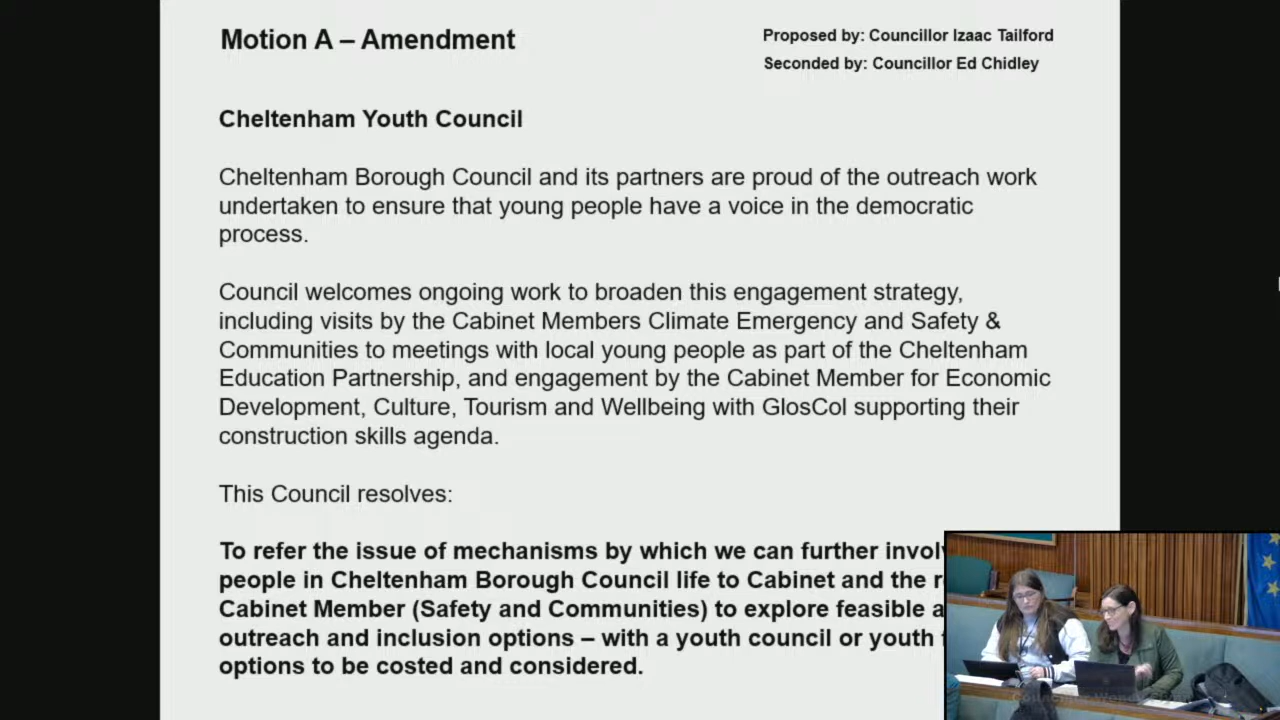 Motion A – Amendment
Proposed by: Councillor Izaac Tailford
Seconded by: Councillor Ed Chidley
Cheltenham Youth Council
Cheltenham Borough Council and its partners are proud of the outreach work
undertaken to ensure that young people have a voice in the democratic
process.
Council welcomes ongoing work to broaden this engagement strategy,
including visits by the Cabinet Members Climate Emergency and Safety &
Communities to meetings with local young people as part of the Cheltenham
Education Partnership, and engagement by the Cabinet Member for Economic
Development, Culture, Tourism and Wellbeing with GlosCol supporting their
construction skills agenda.
This Council resolves:
To refer the issue of mechanisms by which we can further
people in Cheltenham Borough Council life to Cabinet and the
Cabinet Member (Safety and Communities) to explore feasible
outreach and inclusion options – with a youth council or youth
options to be costed and considered.